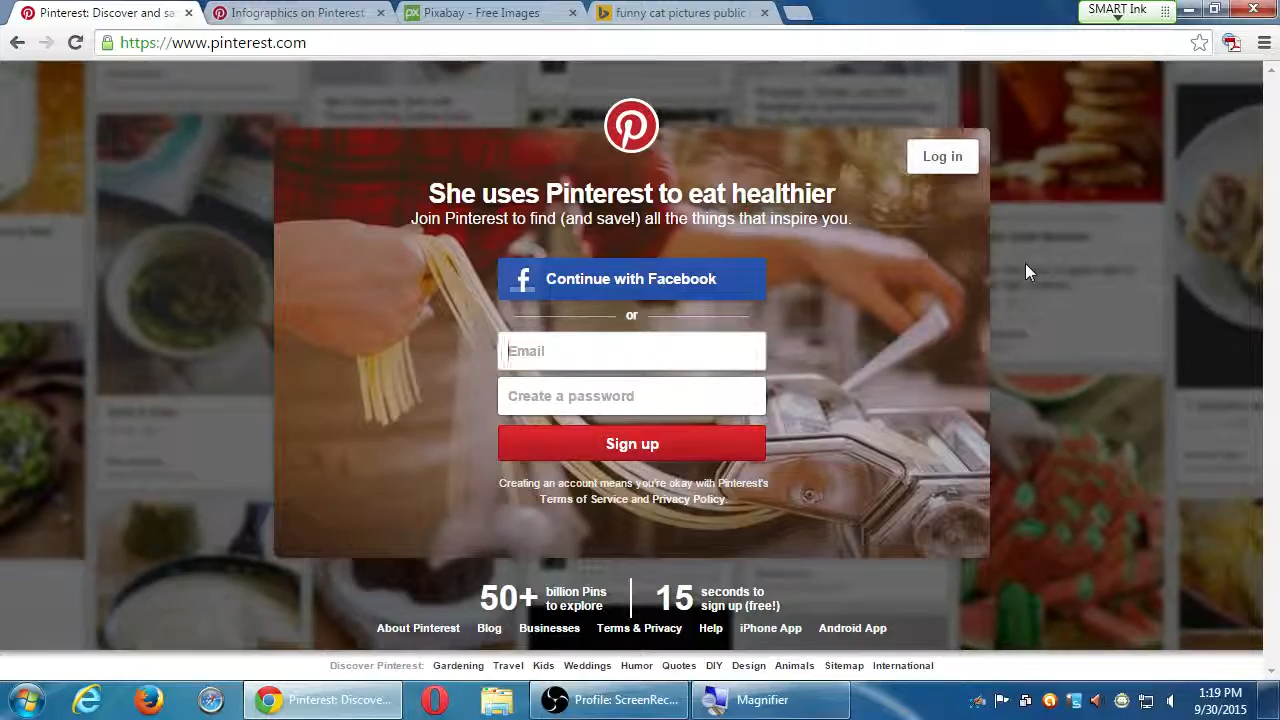 Pinterest: Discover and sa
Infographics on Pinterest
Pixabay - Free Images
funny cat pictures public
SMART Ink
https://www.pinterest.com
Log in
She uses Pinterest to eat healthier
Join Pinterest to find (and save!) all the things that inspire you.
f Continue with Facebook
or
Email
Create a password
Sign up
Creating an account means you're okay with Pinterest's
Terms of Service and Privacy Policy.
50+ billion Pins to explore
15 seconds to sign up (free!)
About Pinterest Blog Businesses Terms & Privacy Help iPhone App Android App
Discover Pinterest: Gardening Travel Kids Weddings Humor Quotes DIY Design Animals Sitemap International
Pinterest: Discove...
Profile: ScreenRec...
Magnifier
1:19 PM
9/30/2015